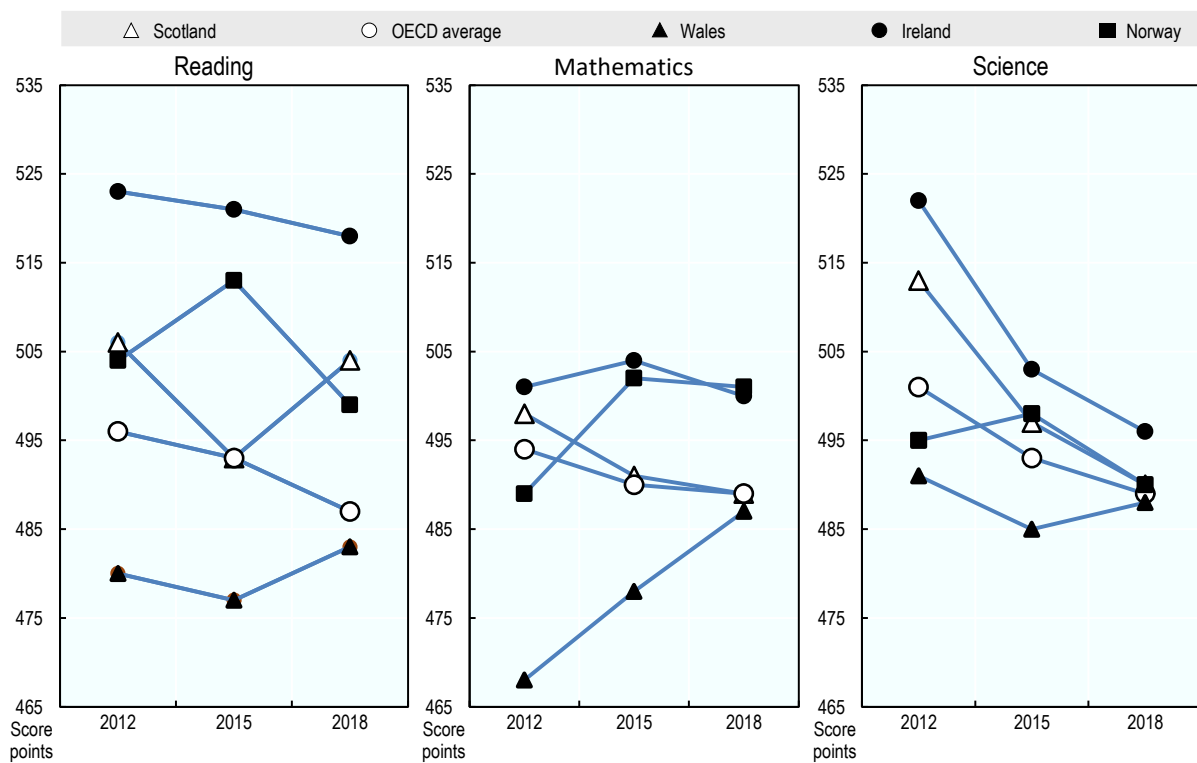 Scotland OECD average Wales Ireland Norway
Reading Mathematics Science
535 535 535
525 525 525
515 515 515
505 505 505
495 495 495
485 485 485
475 475 475
465 465 465
Score points 2012 2015 2018 Score points 2012 2015 2018 Score points 2012 2015 2018